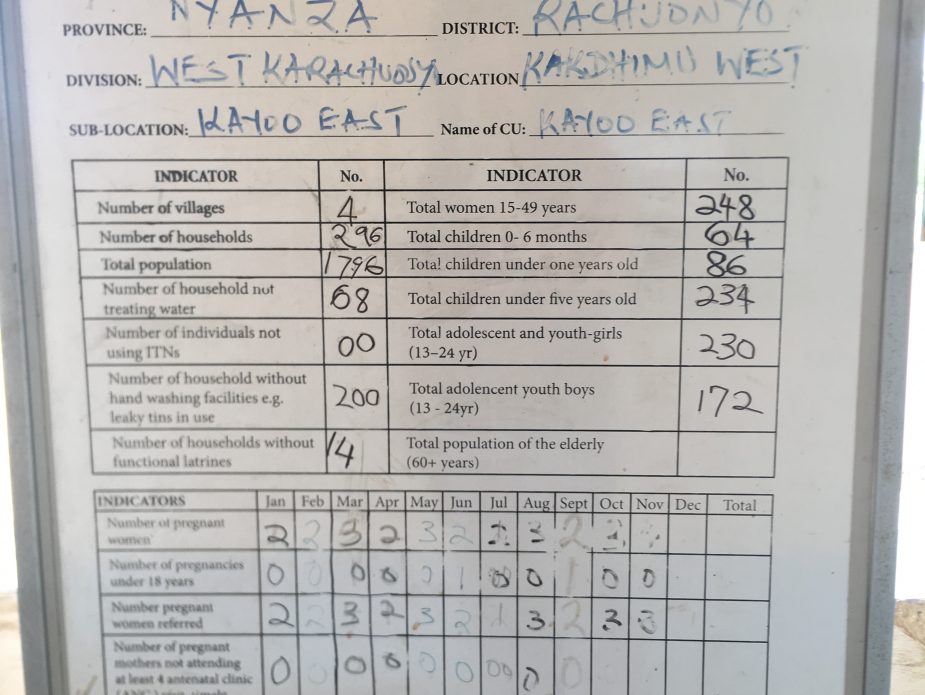 PROVINCE: NYANZA DISTRICT: RACHUONYO
DIVISION: WEST KARACHUONYO LOCATION KAKDHIMU WEST
SUB-LOCATION: KAYOO EAST Name of CU: KAYOO EAST
INDICATOR No. INDICATOR No.
Number of villages 4 Total women 15-49 years 248
Number of households 296 Total children 0- 6 months 64
Total population 1796 Total children under one years old 86
Number of household not
treating water 68 Total children under five years old 234
Number of individuals not
using ITNs 00 Total adolescent and youth-girls
(13–24 yr) 230
Number of household without
hand washing facilities e.g.
leaky tins in use 200 Total adolencent youth boys
(13 - 24yr) 172
Number of households without
functional latrines 14 Total population of the elderly
(60+ years)
INDICATORS Jan Feb Mar Apr May Jun Jul Aug Sept Oct Nov Dec Total
Number of pregnant
women 2 2 3 2 3 2 3 2
Number of pregnancies
under 18 years 0 0 0 0 0 1 0 0 1 0 0
Number pregnant
women referred 2 2 3 2 3 2 1 3 2 3 3
Number of pregnant
mothers not attending
at least 4 antenatal clinic 0 0 0 0 0 0 00 0 0